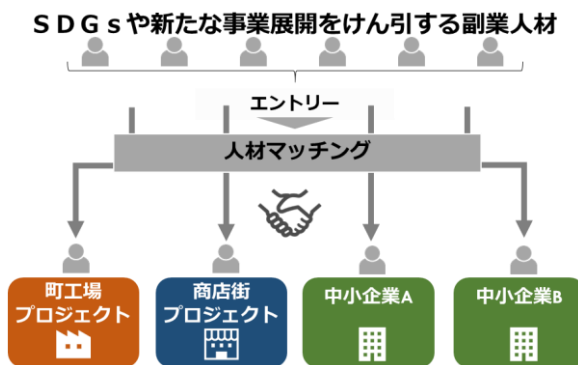 ＳＤＧｓや新たな事業展開をけん引する副業人材
エントリー
人材マッチング
町工場
プロジェクト
商店街
プロジェクト
中小企業A
中小企業B